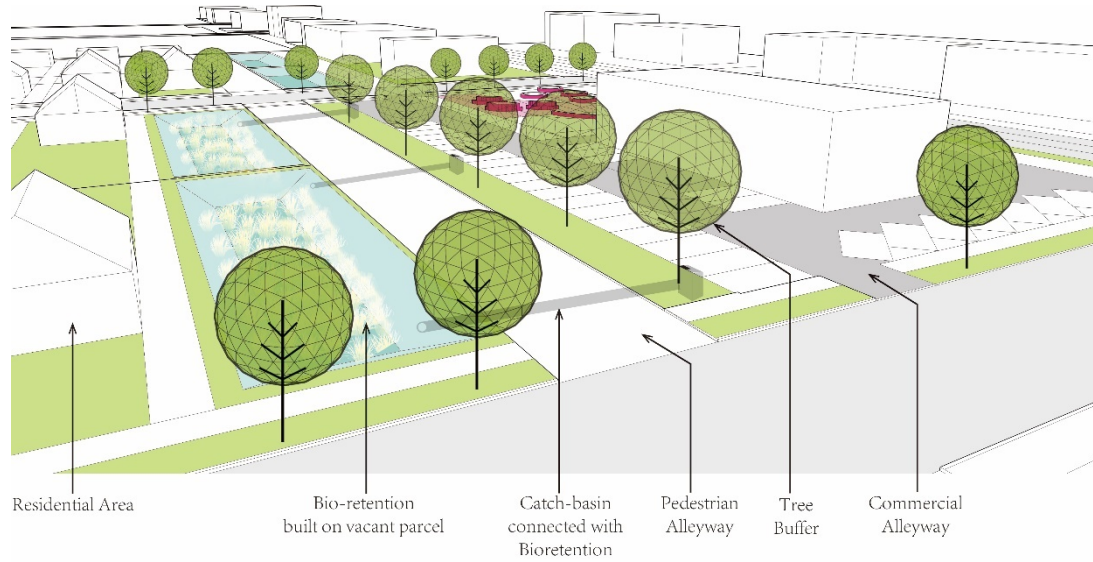 Residential Area
Bio-retention
built on vacant parcel
Catch-basin
connected with
Bioretention
Pedestrian
Alleyway
Tree
Buffer
Commercial
Alleyway